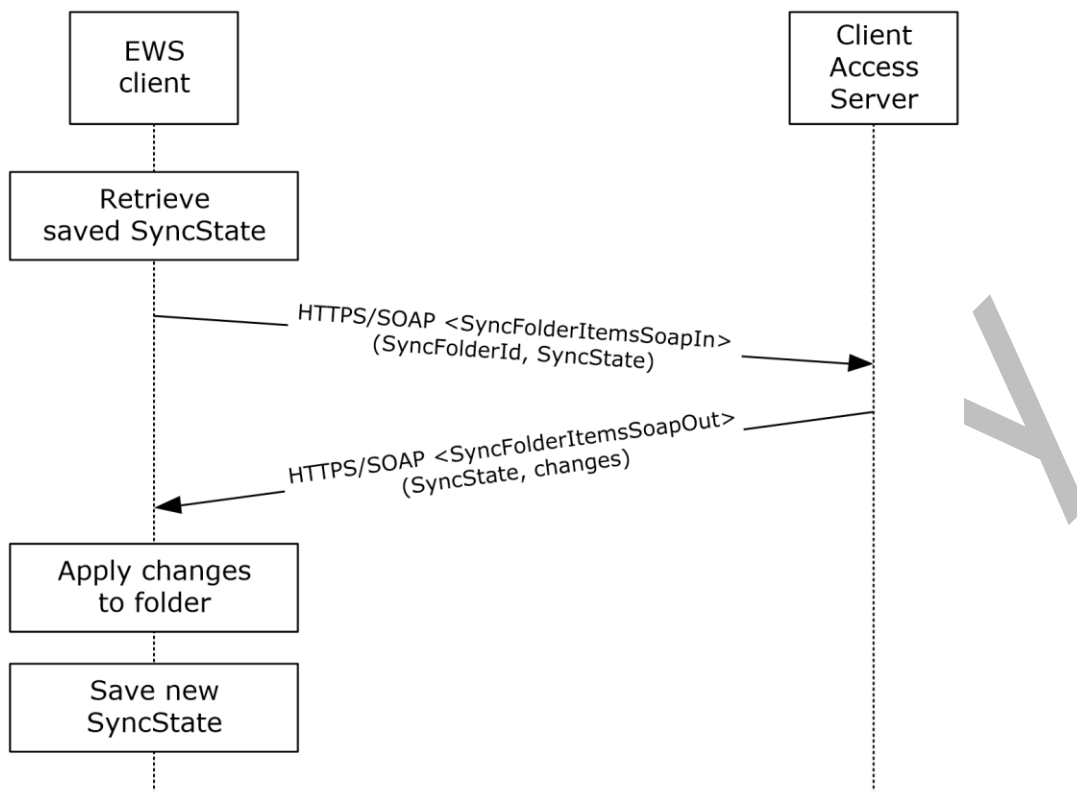 EWS
client
Client
Access
Server
Retrieve
saved SyncState
HTTPS/SOAP <SyncFolderItemsSoapIn>
(SyncFolderId, SyncState)
HTTPS/SOAP <SyncFolderItemsSoapOut>
(SyncState, changes)
Apply changes
to folder
Save new
SyncState
y